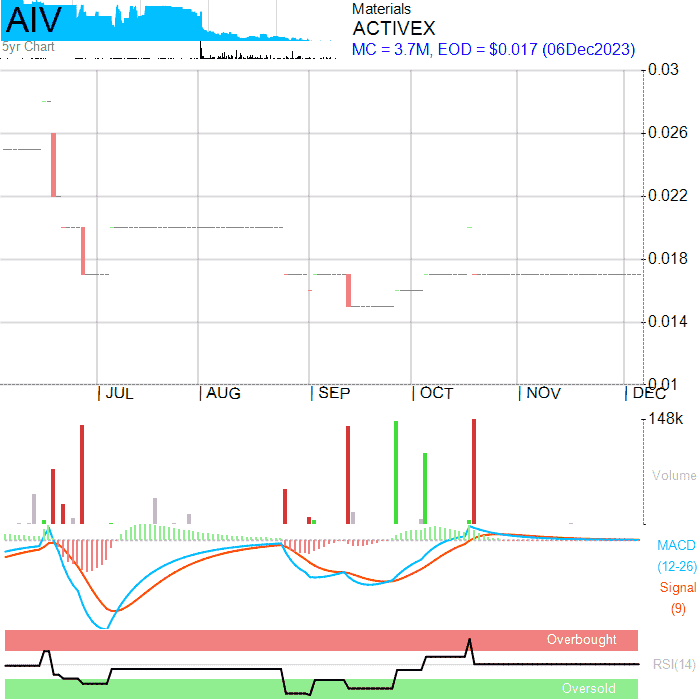 AIV
5yr Chart
Materials
ACTIVEX
MC = 3.7M, EOD = $0.017 (06Dec2023)
0.03
0.026
0.022
0.018
0.014
0.01
JUL AUG SEP OCT NOV DEC
148k
Volume
MACD
(12-26)
Signal
(9)
Overbought
RSI(14)
Oversold